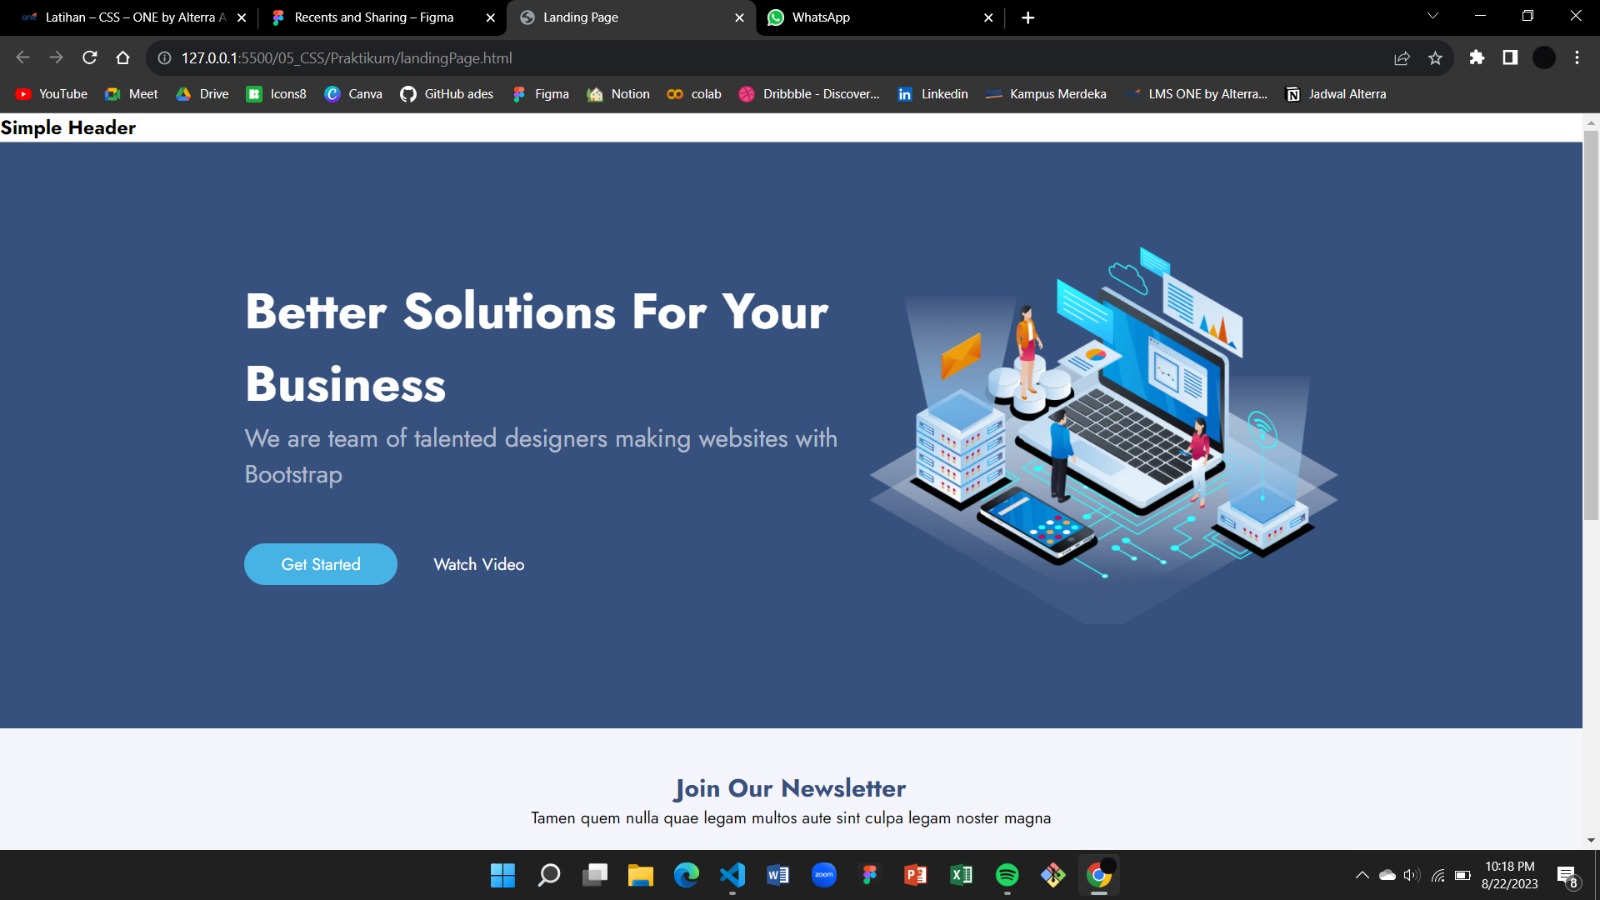 Latihan – CSS – ONE by Alterra A
Recents and Sharing – Figma
Landing Page
WhatsApp
127.0.0.1:5500/05_CSS/Praktikum/landingPage.html
YouTube
Meet
Drive
Icons8
Canva
GitHub ades
Figma
Notion
colab
Dribbble - Discover...
Linkedin
Kampus Merdeka
LMS ONE by Alterra...
Jadwal Alterra
Simple Header
Better Solutions For Your
Business
We are team of talented designers making websites with
Bootstrap
Get Started
Watch Video
Join Our Newsletter
Tamen quem nulla quae legam multos aute sint culpa legam noster magna
zoom
10:18 PM
8/22/2023
8